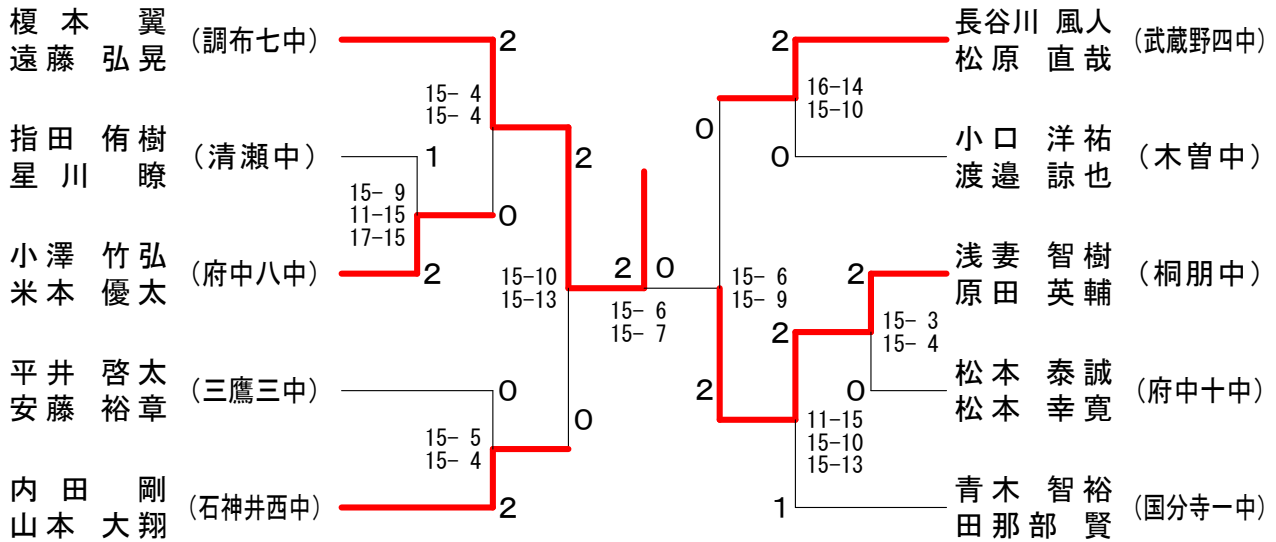 榎本 翼
遠藤 弘晃
(調布七中)
2
15- 4
15- 4
指田 侑樹
星川 瞭
(清瀬中)
1
15- 9
11-15
17-15
0
小澤 竹弘
米本 優太
(府中八中)
2
2
15-10
15-13
平井 啓太
安藤 裕章
(三鷹三中)
0
15- 5
15- 4
0
内田 剛
山本 大翔
(石神井西中)
2
2 0
15- 6
15- 7
長谷川 風人
松原 直哉
(武蔵野四中)
2
16-14
15-10
0
小口 洋祐
渡邉 諒也
(木曽中)
0
浅妻 智樹
原田 英輔
(桐朋中)
2
15- 6
15- 9
15- 3
15- 4
2
松本 泰誠
松本 幸寛
(府中十中)
0
2
11-15
15-10
15-13
青木 智裕
田那部 賢
(国分寺一中)
1